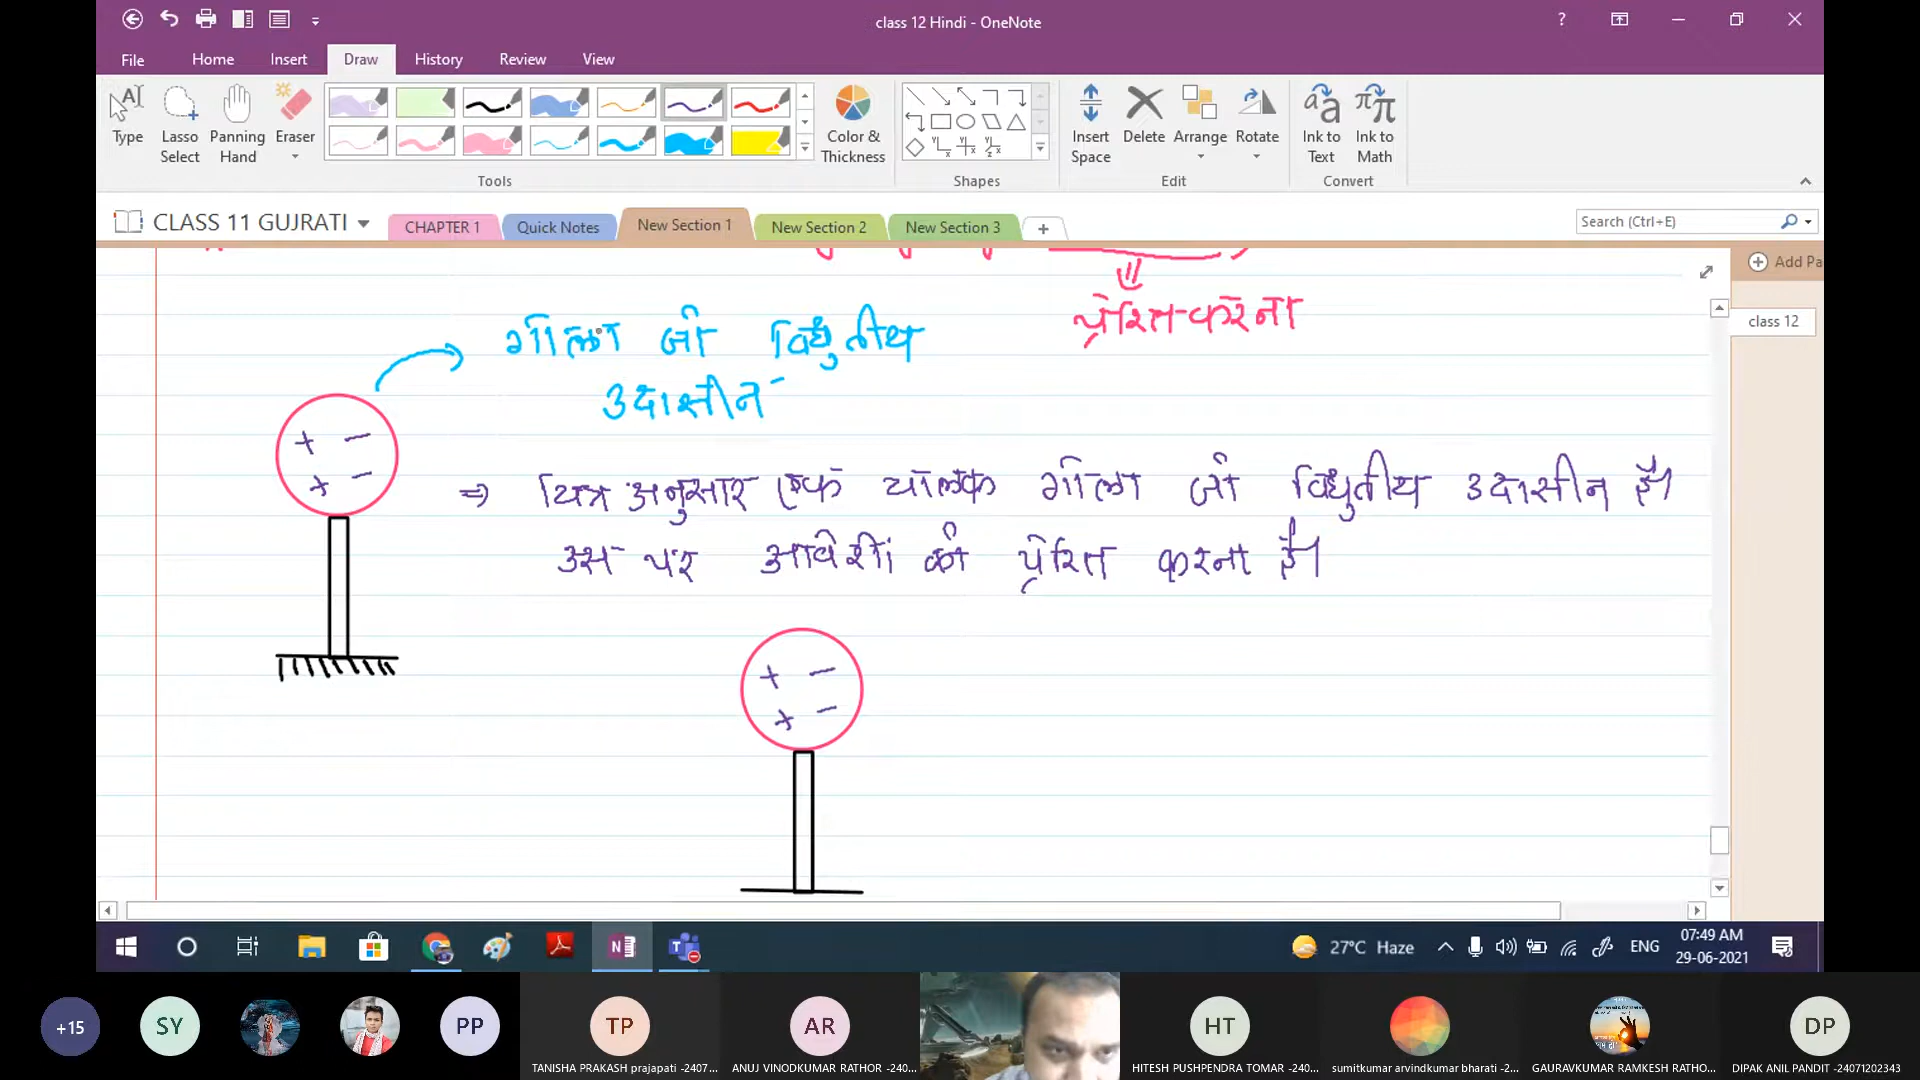 class 12 Hindi - OneNote
File Home Insert Draw History Review View
Type
Lasso Select
Panning Hand
Eraser
Color & Thickness
Insert Space
Delete
Arrange
Rotate
Ink to Text
Ink to Math
Tools
Shapes
Edit
Convert
CLASS 11 GUJRATI
CHAPTER 1
Quick Notes
New Section 1
New Section 2
New Section 3
Search (Ctrl+E)
Add Pa
class 12
प्रेरित-करना
गोला जो विधुतीय
उदासीन
+ -
+ -
⇒ चित्र अनुसार एक चालक गोला जो विधुतीय उदासीन है।
उस पर आवेशों को प्रेरित करना है।
+ -
+ -
27°C Haze
ENG
07:49 AM
29-06-2021
+15
SY
PP
TP
AR
HT
DP
TANISHA PRAKASH prajapati -2407...
ANUJ VINODKUMAR RATHOR -240...
HITESH PUSHPENDRA TOMAR -240...
sumitkumar arvindkumar bharati -2...
GAURAVKUMAR RAMKESH RATHO...
DIPAK ANIL PANDIT -24071202343